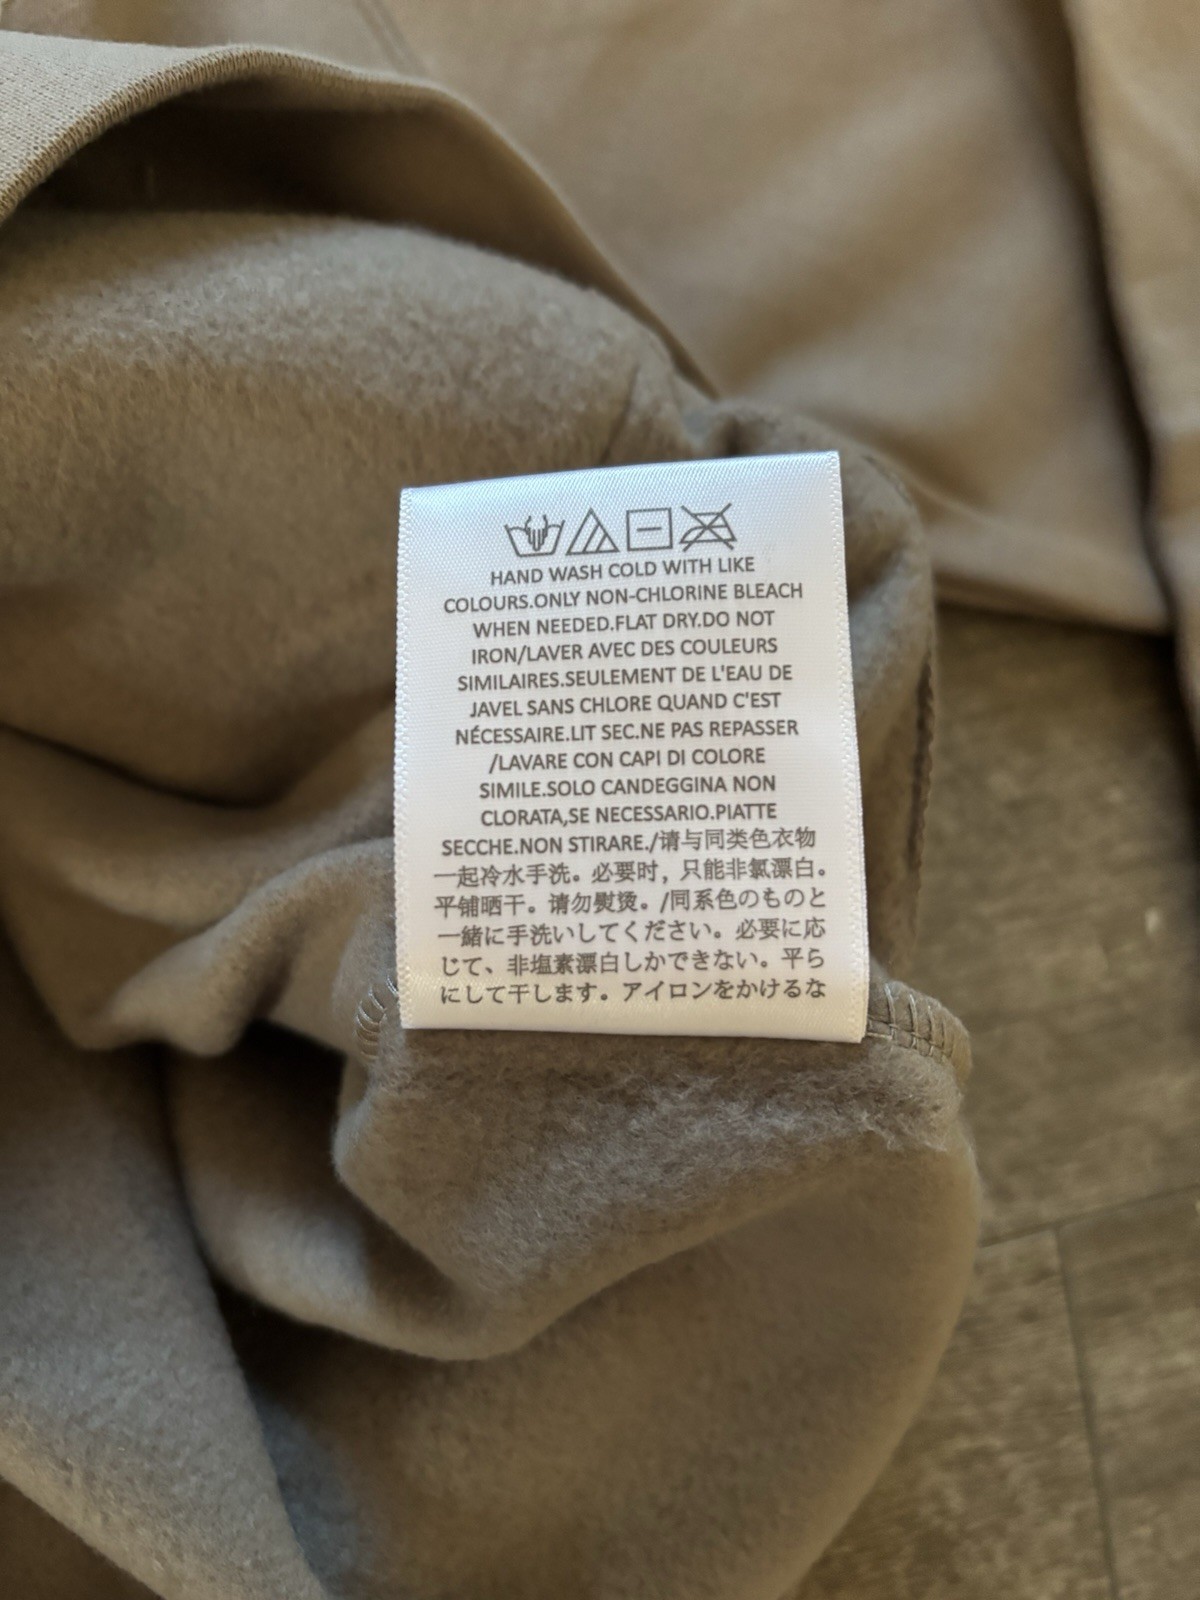 HAND WASH COLD WITH LIKE
COLOURS.ONLY NON-CHLORINE BLEACH
WHEN NEEDED.FLAT DRY.DO NOT
IRON/LAVER AVEC DES COULEURS
SIMILAIRES.SEULEMENT DE L'EAU DE
JAVEL SANS CHLORE QUAND C'EST
NÉCESSAIRE.LIT SEC.NE PAS REPASSER
/LAVARE CON CAPI DI COLORE
SIMILE.SOLO CANDEGGINA NON
CLORATA,SE NECESSARIO.PIATTE
SECCHE.NON STIRARE./请与同类色衣物
一起冷水手洗。必要时，只能非氯漂白。
平铺晒干。请勿熨烫。/同系色のものと
一緒に手洗いしてください。必要に応
じて、非塩素漂白しかできない。平ら
にして干します。アイロンをかけるな